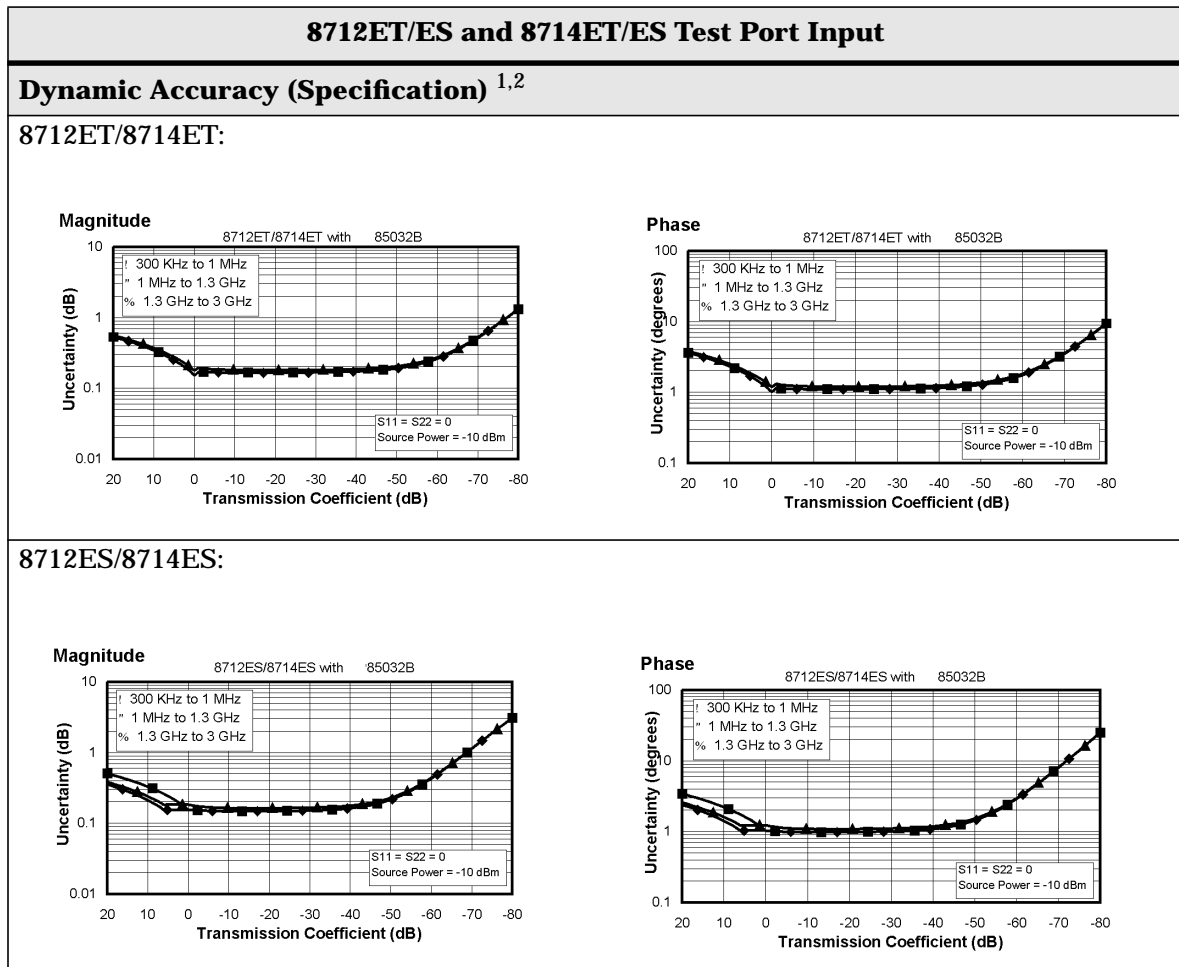 8712ET/ES and 8714ET/ES Test Port Input
Dynamic Accuracy (Specification) 1,2
8712ET/8714ET:
Magnitude
8712ET/8714ET with 85032B
! 300 KHz to 1 MHz
" 1 MHz to 1.3 GHz
% 1.3 GHz to 3 GHz
Uncertainty (dB)
10
1
0.1
0.01
S11 = S22 = 0
Source Power = -10 dBm
20 10 0 -10 -20 -30 -40 -50 -60 -70 -80
Transmission Coefficient (dB)
Phase
8712ET/8714ET with 85032B
! 300 KHz to 1 MHz
" 1 MHz to 1.3 GHz
% 1.3 GHz to 3 GHz
Uncertainty (degrees)
100
10
1
0.1
S11 = S22 = 0
Source Power = -10 dBm
20 10 0 -10 -20 -30 -40 -50 -60 -70 -80
Transmission Coefficient (dB)
8712ES/8714ES:
Magnitude
8712ES/8714ES with '85032B
! 300 KHz to 1 MHz
" 1 MHz to 1.3 GHz
% 1.3 GHz to 3 GHz
Uncertainty (dB)
10
1
0.1
0.01
S11 = S22 = 0
Source Power = -10 dBm
20 10 0 -10 -20 -30 -40 -50 -60 -70 -80
Transmission Coefficient (dB)
Phase
8712ES/8714ES with 85032B
! 300 KHz to 1 MHz
" 1 MHz to 1.3 GHz
% 1.3 GHz to 3 GHz
Uncertainty (degrees)
100
10
1
0.1
S11 = S22 = 0
Source Power = -10 dBm
20 10 0 -10 -20 -30 -40 -50 -60 -70 -80
Transmission Coefficient (dB)